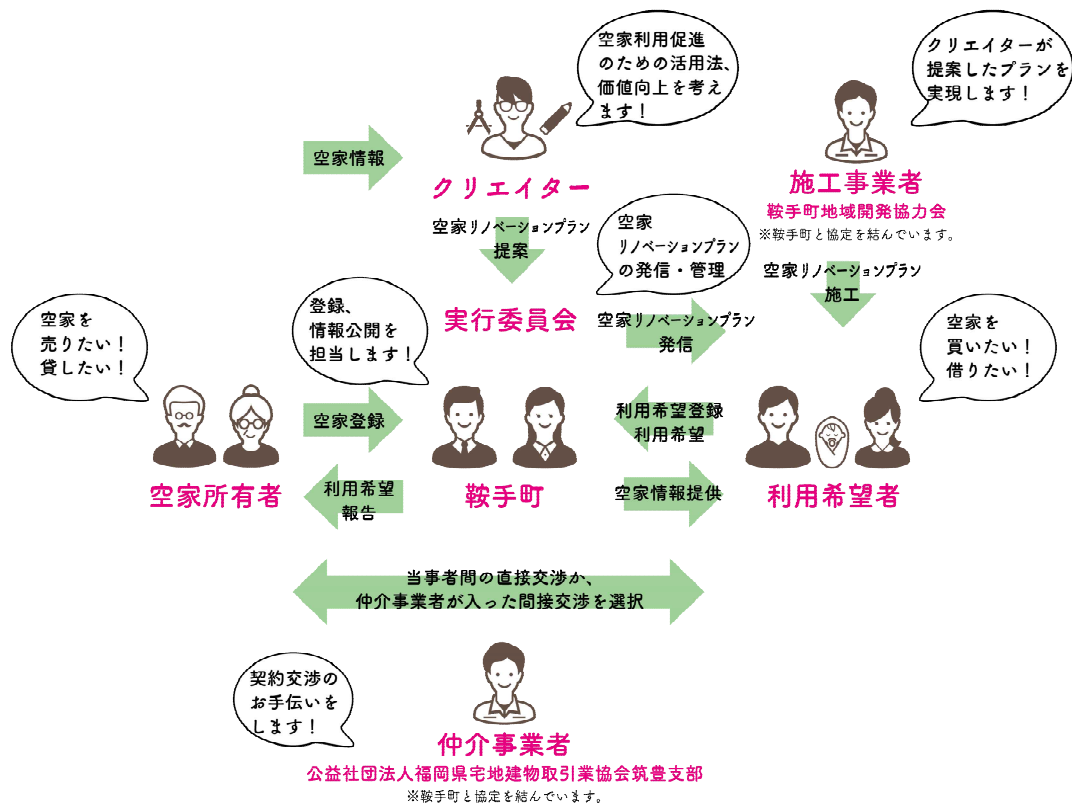 空家利用促進
のための活用法、
価値向上を考え
ます！
クリエイターが
提案したプランを
実現します！
空家情報
クリエイター
施工事業者
鞍手町地域開発協力会
※鞍手町と協定を結んでいます。
空家リノベーションプラン
提案
空家
リノベーションプラン
の発信・管理
空家リノベーションプラン
施工
実行委員会
空家リノベーションプラン
発信
空家を
売りたい！
貸したい！
登録、
情報公開を
担当します！
空家を
買いたい！
借りたい！
空家登録
利用希望登録
利用希望
空家所有者
利用希望
報告
鞍手町
空家情報提供
利用希望者
当事者間の直接交渉か、
仲介事業者が入った間接交渉を選択
契約交渉の
お手伝いを
します！
仲介事業者
公益社団法人福岡県宅地建物取引業協会筑豊支部
※鞍手町と協定を結んでいます。